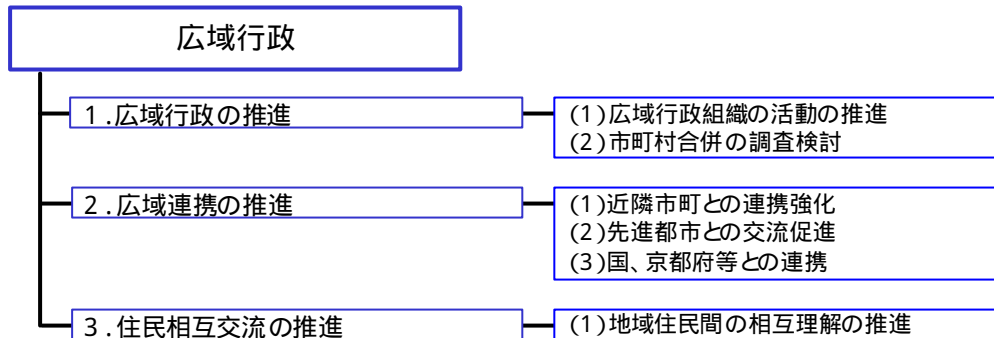 広域行政
1.広域行政の推進
(1)広域行政組織の活動の推進
(2)市町村合併の調査検討
2.広域連携の推進
(1)近隣市町との連携強化
(2)先進都市との交流促進
(3)国、京都府等との連携
3.住民相互交流の推進
(1)地域住民間の相互理解の推進